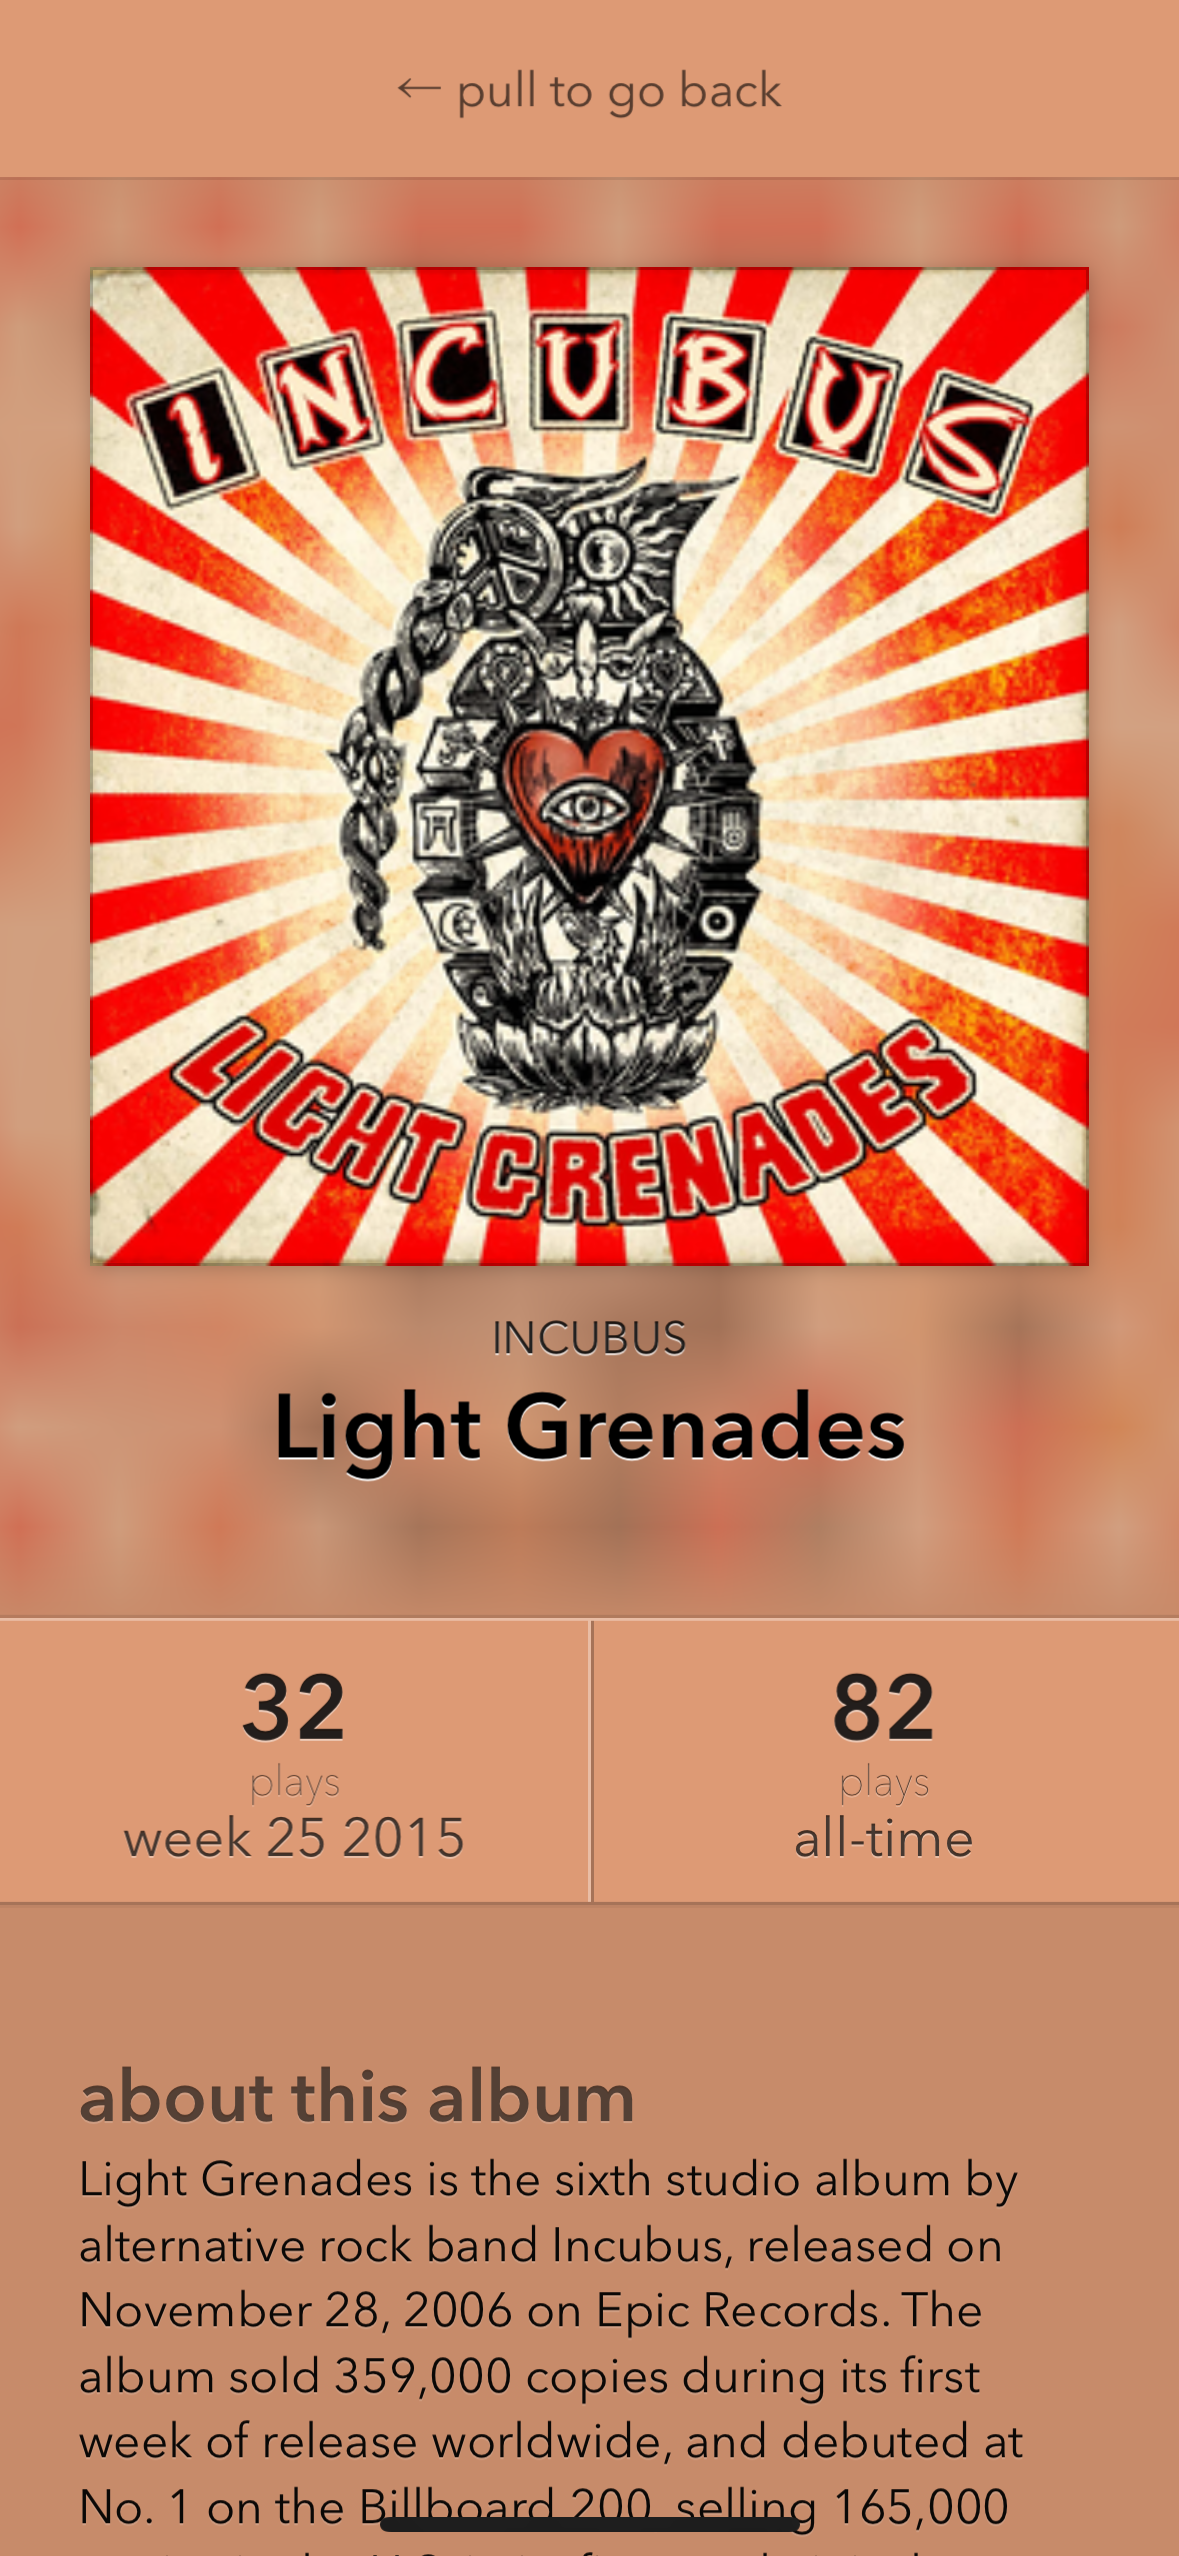 ← pull to go back
INCUBUS
LIGHT GRENADES
INCUBUS
Light Grenades
32
plays
week 25 2015
82
plays
all-time
about this album
Light Grenades is the sixth studio album by
alternative rock band Incubus, released on
November 28, 2006 on Epic Records. The
album sold 359,000 copies during its first
week of release worldwide, and debuted at
No. 1 on the Billboard 200, selling 165,000